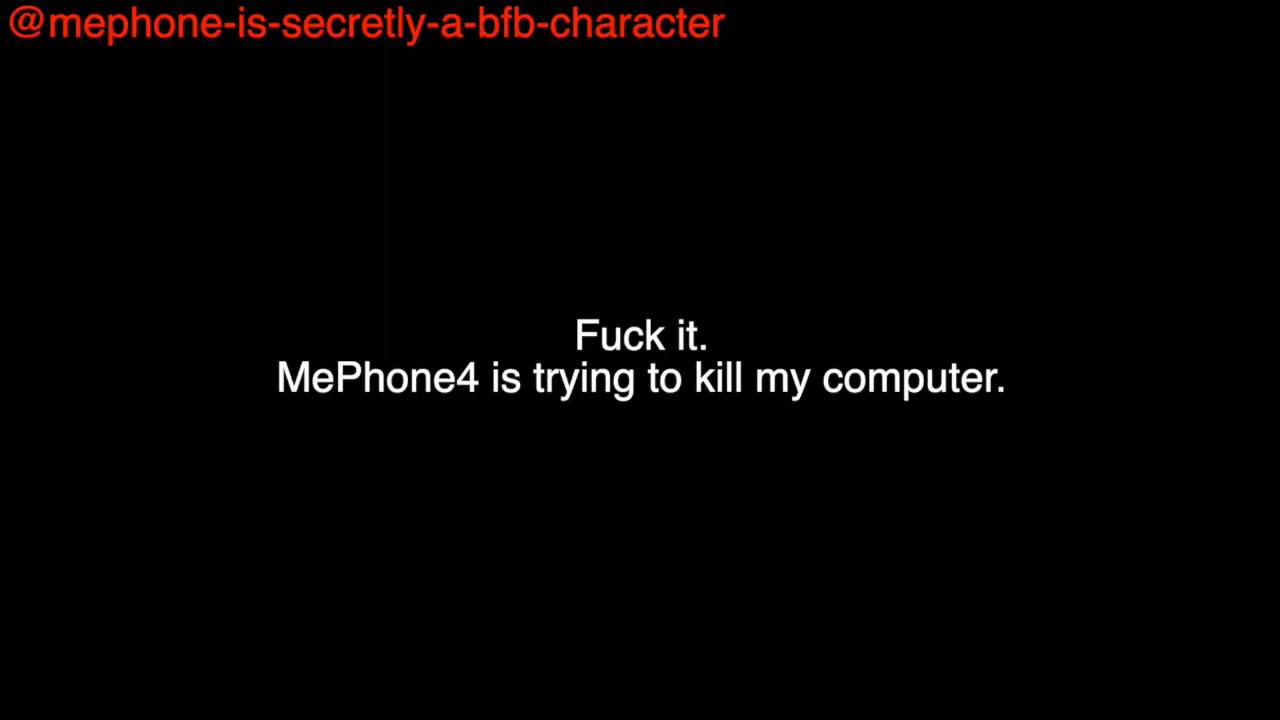 @mephone-is-secretly-a-bfb-character
Fuck it.
MePhone4 is trying to kill my computer.